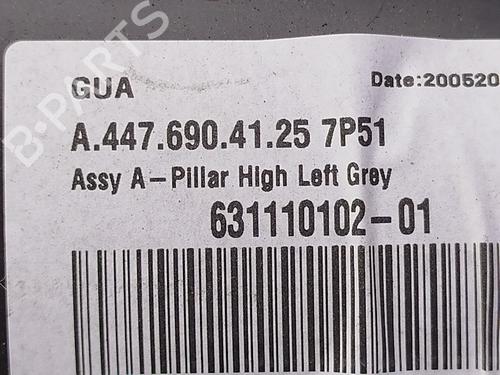 GUA
Date:200520
A.447.690.41.25 7P51
Assy A-Pillar High Left Grey
631110102-01
B-PARTS